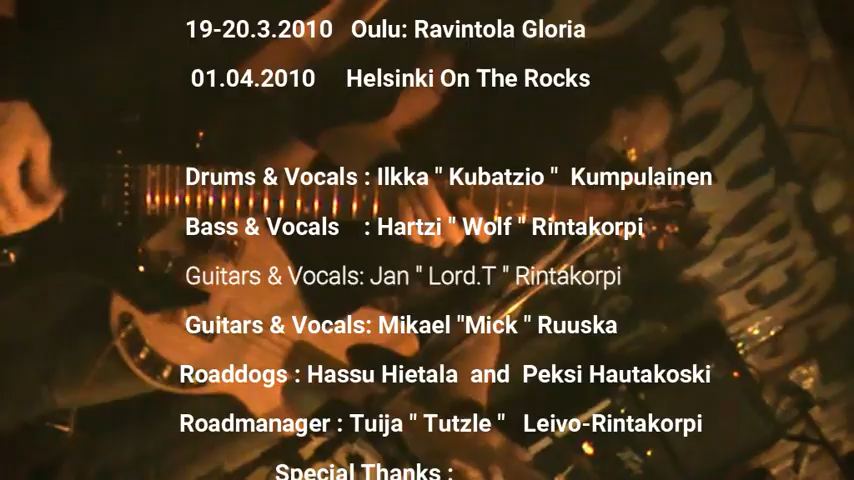 19-20.3.2010 Oulu: Ravintola Gloria
01.04.2010 Helsinki On The Rocks
Drums & Vocals : Ilkka " Kubatzio " Kumpulainen
Bass & Vocals : Hartzi " Wolf " Rintakorpi
Guitars & Vocals: Jan " Lord.T " Rintakorpi
Guitars & Vocals: Mikael "Mick " Ruuska
Roaddogs : Hassu Hietala and Peksi Hautakoski
Roadmanager : Tuija " Tutzle " Leivo-Rintakorpi
Special Thanks :